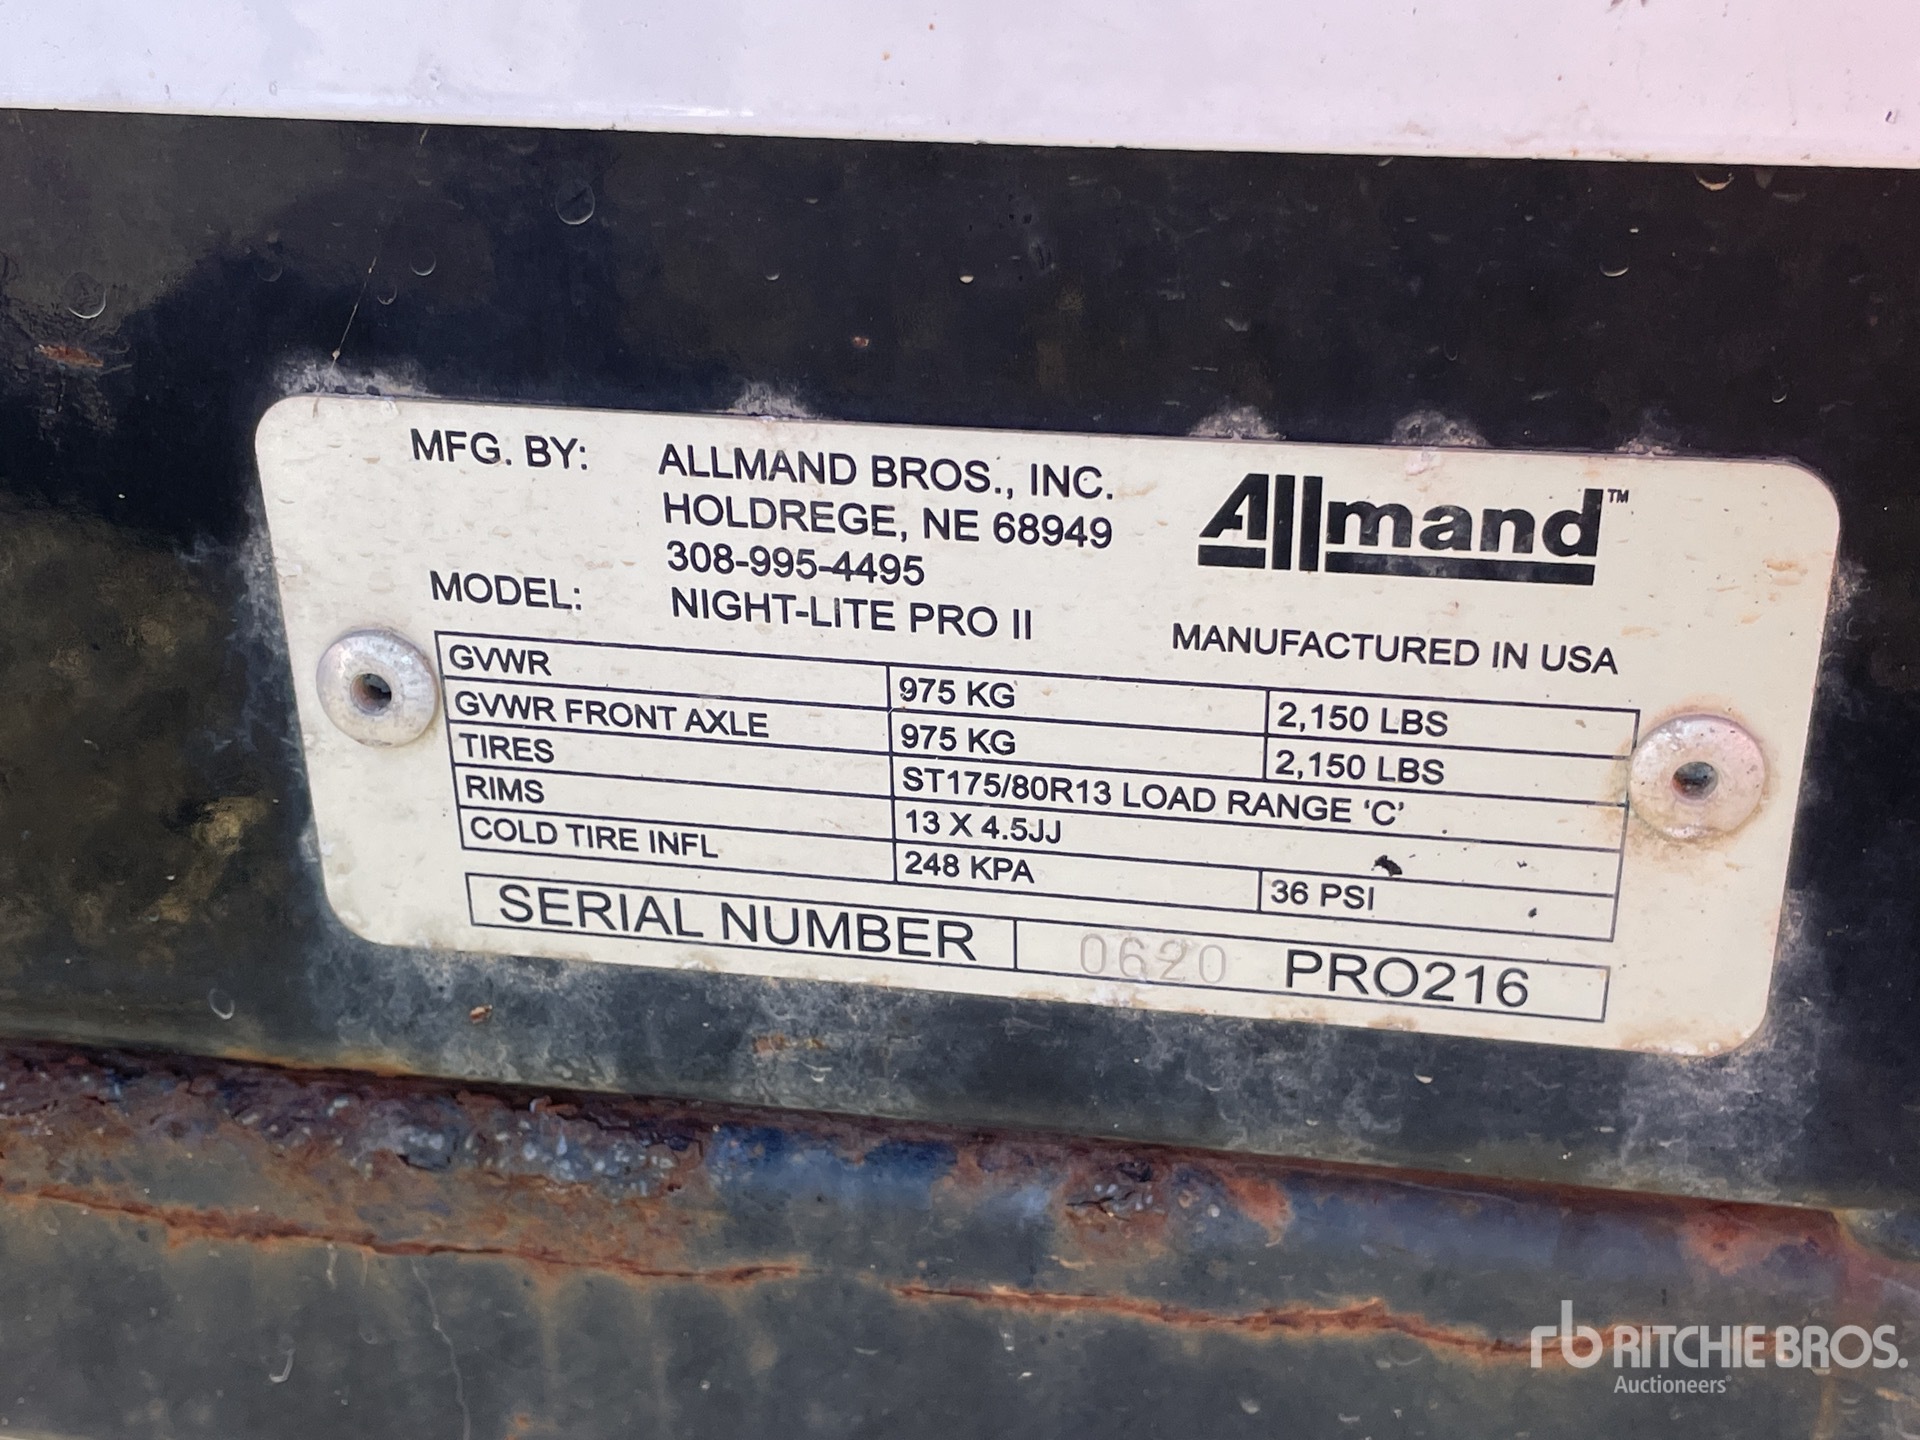 MFG. BY: ALLMAND BROS., INC.
HOLDREGE, NE 68949
308-995-4495
MODEL: NIGHT-LITE PRO II
Allmand™
MANUFACTURED IN USA
GVWR 975 KG 2,150 LBS
GVWR FRONT AXLE 975 KG 2,150 LBS
TIRES ST175/80R13 LOAD RANGE 'C'
RIMS 13 X 4.5JJ
COLD TIRE INFL 248 KPA 36 PSI
SERIAL NUMBER 0620 PRO216
rb RITCHIE BROS.
Auctioneers